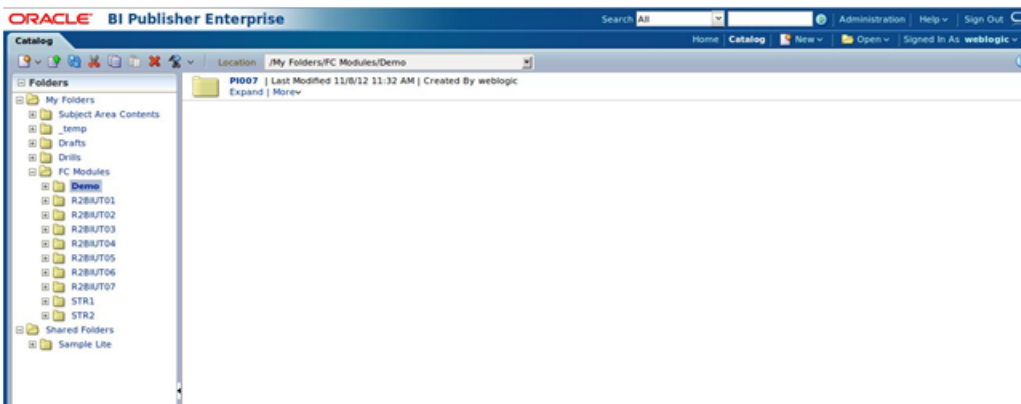 ORACLE BI Publisher Enterprise
Search All
Administration Help Sign Out
Catalog
Home Catalog New Open Signed In As weblogic
Location /My Folders/FC Modules/Demo
Folders
PI007 | Last Modified 11/8/12 11:32 AM | Created By weblogic
Expand | More
My Folders
Subject Area Contents
_temp
Drafts
Drills
FC Modules
Demo
R2BIUT01
R2BIUT02
R2BIUT03
R2BIUT04
R2BIUT05
R2BIUT06
R2BIUT07
STR1
STR2
Shared Folders
Sample Lite